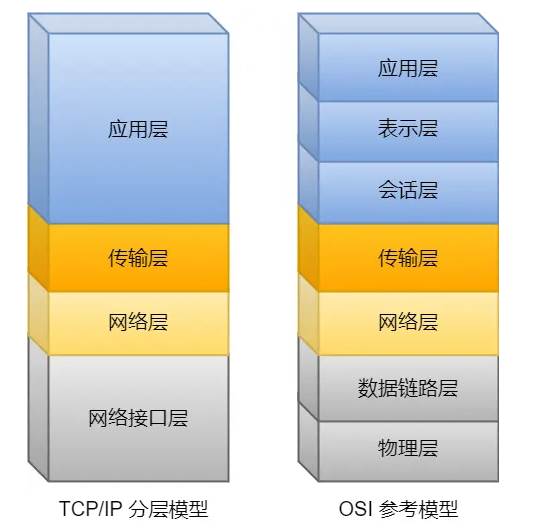 应用层
传输层
网络层
网络接口层
TCP/IP 分层模型
应用层
表示层
会话层
传输层
网络层
数据链路层
物理层
OSI 参考模型